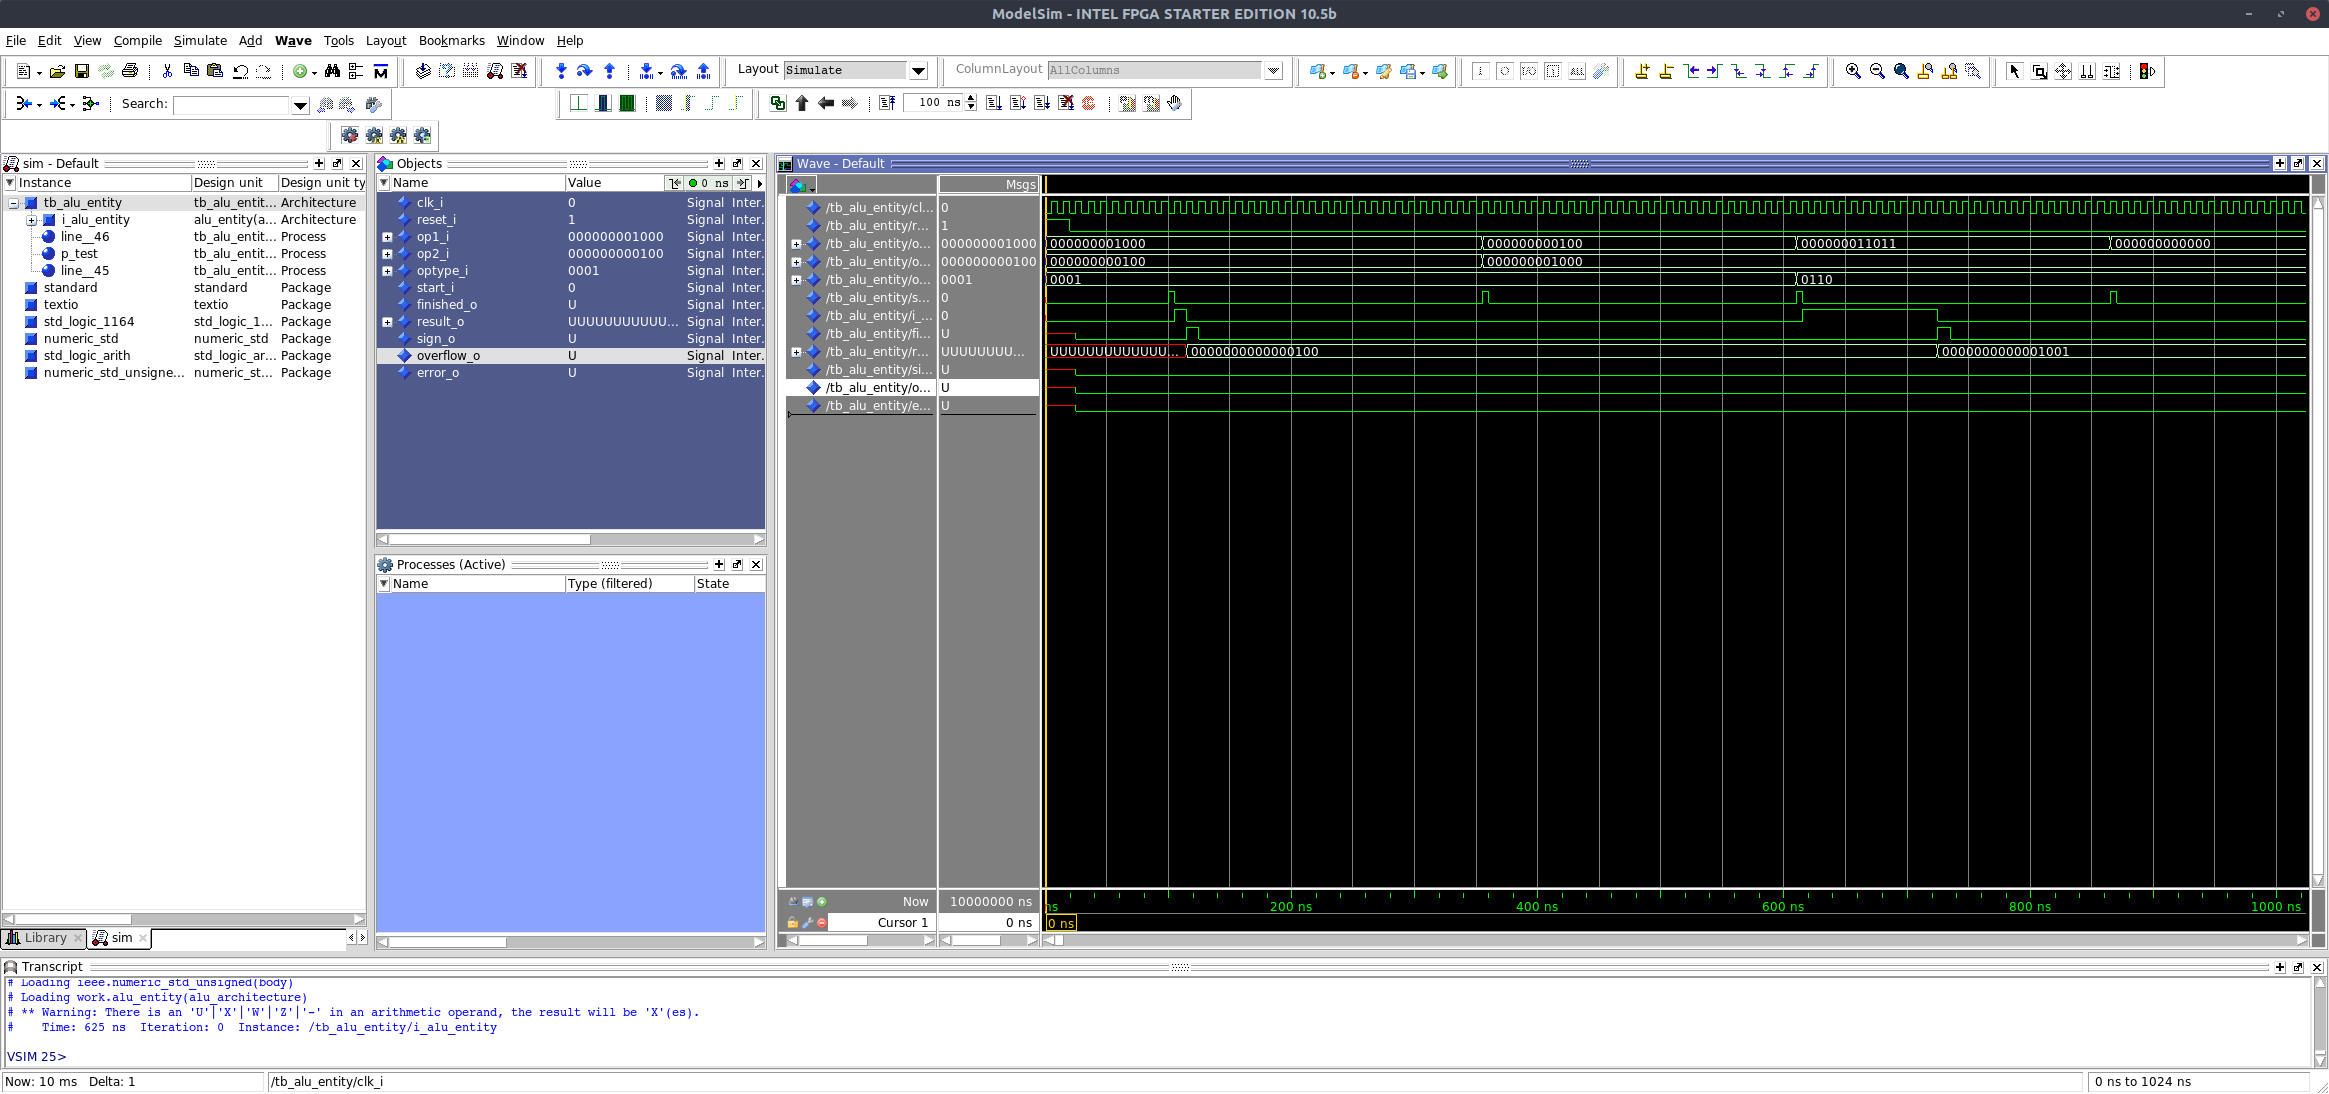 ModelSim - INTEL FPGA STARTER EDITION 10.5b
File Edit View Compile Simulate Add Wave Tools Layout Bookmarks Window Help
Layout Simulate
ColumnLayout AllColumns
Search:
100 ns
sim - Default
Instance Design unit Design unit ty
tb_alu_entity tb_alu_entit... Architecture
i_alu_entity alu_entity(a... Architecture
line__46 tb_alu_entit... Process
p_test tb_alu_entit... Process
line__45 tb_alu_entit... Process
standard standard Package
textio textio Package
std_logic_1164 std_logic_1... Package
numeric_std numeric_std Package
std_logic_arith std_logic_ar... Package
numeric_std_unsigne... numeric_st... Package
Library sim
Objects
Name Value 0 ns
clk_i 0 Signal Inter.
reset_i 1 Signal Inter.
op1_i 000000001000 Signal Inter.
op2_i 000000000100 Signal Inter.
optype_i 0001 Signal Inter.
start_i 0 Signal Inter.
finished_o U Signal Inter.
result_o UUUUUUUUUUU... Signal Inter.
sign_o U Signal Inter.
overflow_o U Signal Inter.
error_o U Signal Inter.
Processes (Active)
Name Type (filtered) State
Wave - Default
Msgs
/tb_alu_entity/cl... 0
/tb_alu_entity/r... 1
/tb_alu_entity/o... 000000001000 000000001000 000000000100 000000011011 000000000000
/tb_alu_entity/o... 000000000100 000000000100 000000001000
/tb_alu_entity/o... 0001 0001 0110
/tb_alu_entity/s... 0
/tb_alu_entity/i_... 0
/tb_alu_entity/fi... U
/tb_alu_entity/r... UUUUUUUU... UUUUUUUUUUUUU... 0000000000000100 0000000000001001
/tb_alu_entity/si... U
/tb_alu_entity/o... U
/tb_alu_entity/e... U
Now 10000000 ns ns 200 ns 400 ns 600 ns 800 ns 1000 ns
Cursor 1 0 ns 0 ns
Transcript
# Loading ieee.numeric_std_unsigned(body)
# Loading work.alu_entity(alu_architecture)
# ** Warning: There is an 'U'|'X'|'W'|'Z'|'-' in an arithmetic operand, the result will be 'X'(es).
# Time: 625 ns Iteration: 0 Instance: /tb_alu_entity/i_alu_entity
VSIM 25>
Now: 10 ms Delta: 1 /tb_alu_entity/clk_i 0 ns to 1024 ns